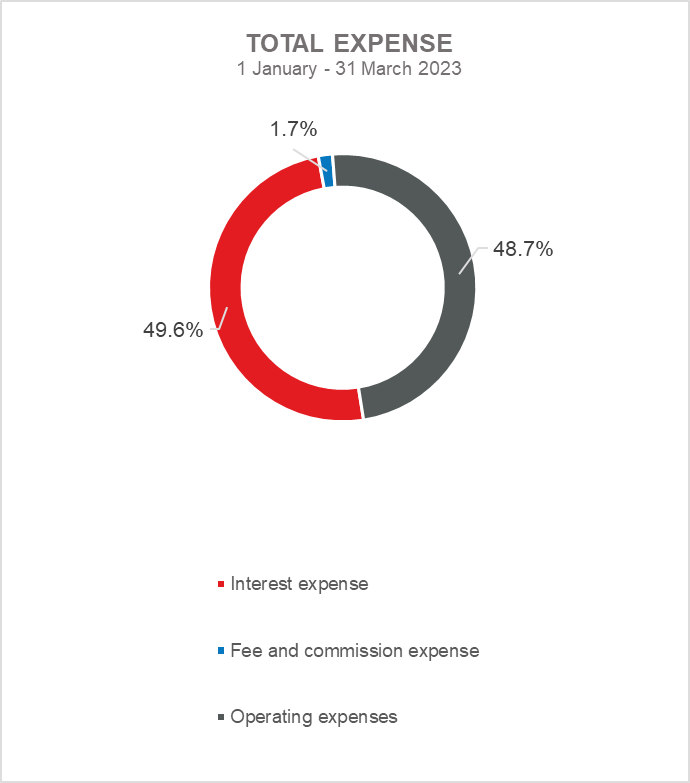 TOTAL EXPENSE
1 January - 31 March 2023
1.7%
48.7%
49.6%
Interest expense
Fee and commission expense
Operating expenses